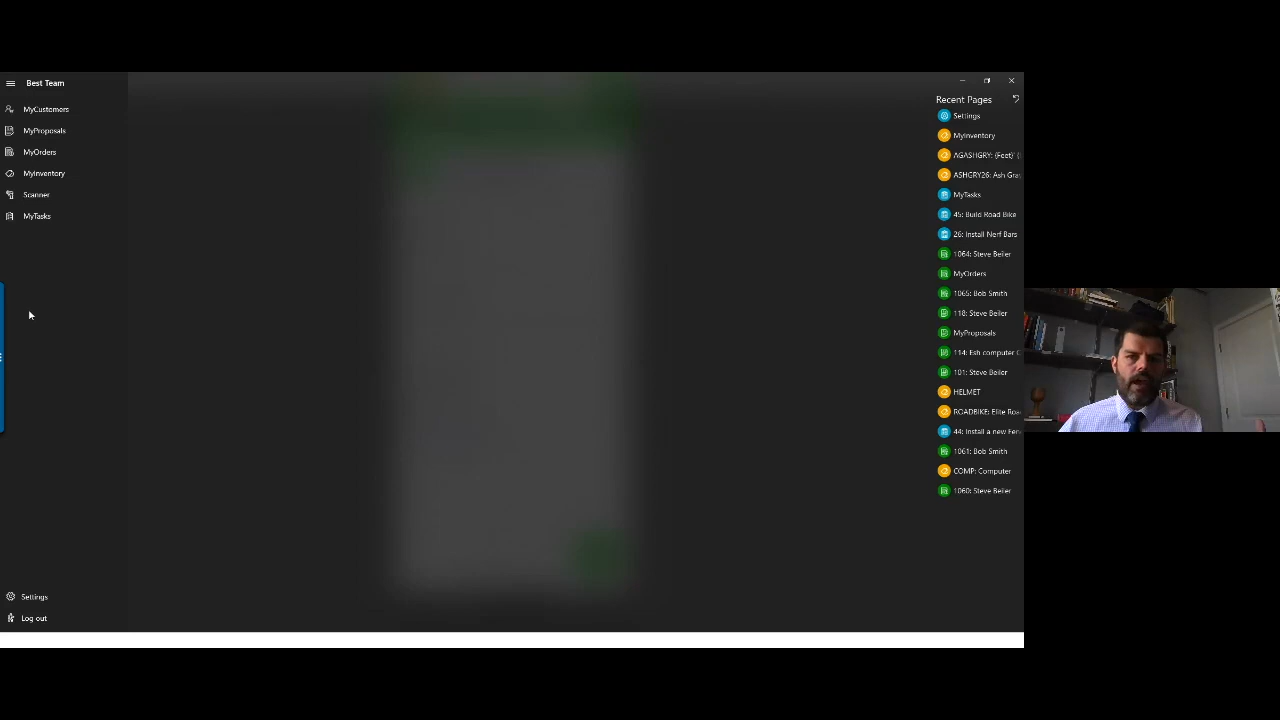 Best Team
MyCustomers
MyProposals
MyOrders
MyInventory
Scanner
MyTasks
Settings
Log out
Recent Pages
Settings
MyInventory
AGASHGRY: {Feet}' (
ASHGRY26: Ash Gra
MyTasks
45: Build Road Bike
26: Install Nerf Bars
1064: Steve Beiler
MyOrders
1065: Bob Smith
118: Steve Beiler
MyProposals
114: Esh computer
101: Steve Beiler
HELMET
ROADBIKE: Elite Roa
44: Install a new Fen
1061: Bob Smith
COMP: Computer
1060: Steve Beiler